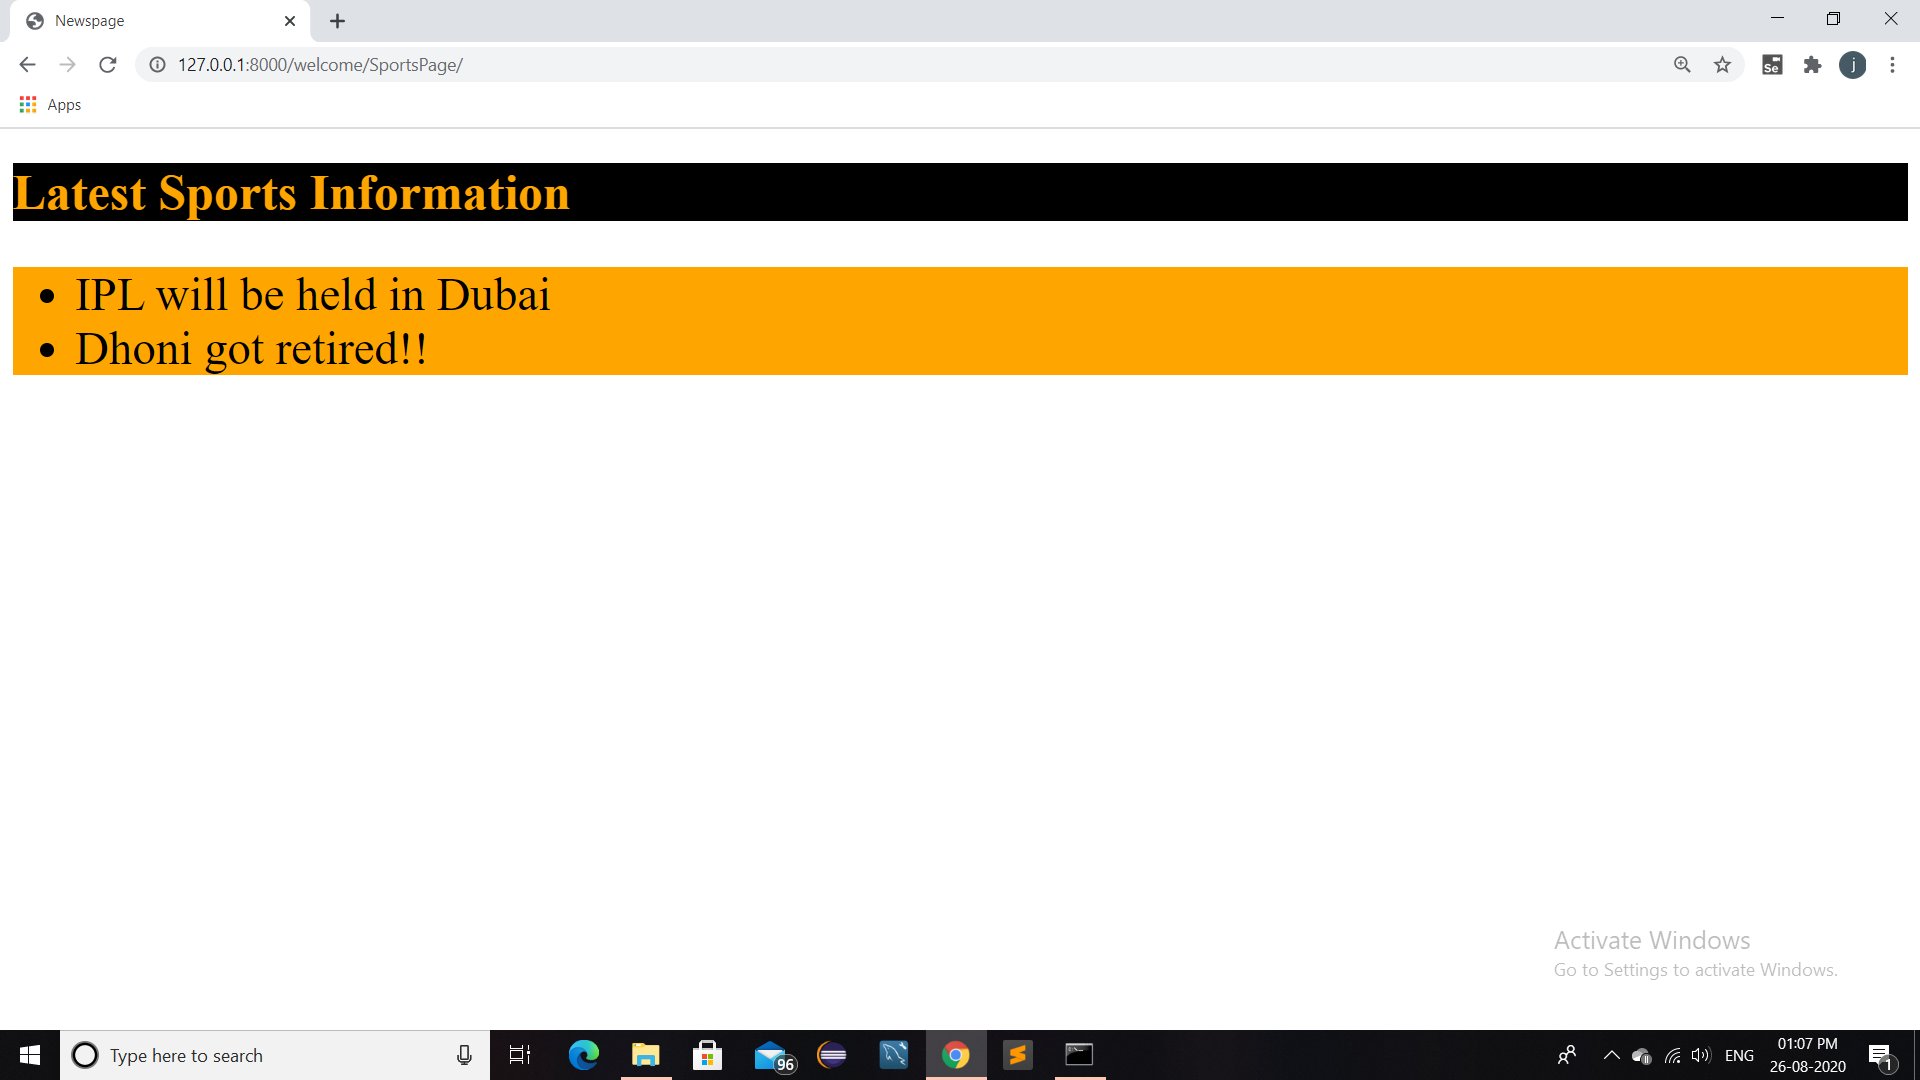 Newspage
127.0.0.1:8000/welcome/SportsPage/
Se
j
Apps
Latest Sports Information
IPL will be held in Dubai
Dhoni got retired!!
Activate Windows
Go to Settings to activate Windows.
Type here to search
96
ENG
01:07 PM
26-08-2020
1